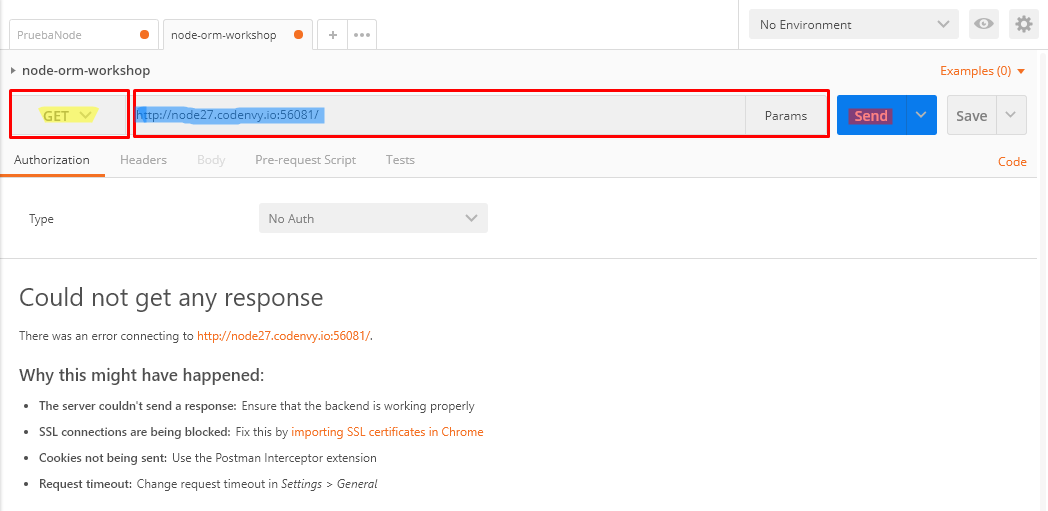 PruebaNode
node-orm-workshop
No Environment
node-orm-workshop
Examples (0)
GET
http://node27.codenvy.io:56081/
Params
Send
Save
Authorization
Headers
Body
Pre-request Script
Tests
Code
Type
No Auth
Could not get any response
There was an error connecting to http://node27.codenvy.io:56081/.
Why this might have happened:
The server couldn't send a response: Ensure that the backend is working properly
SSL connections are being blocked: Fix this by importing SSL certificates in Chrome
Cookies not being sent: Use the Postman Interceptor extension
Request timeout: Change request timeout in Settings > General